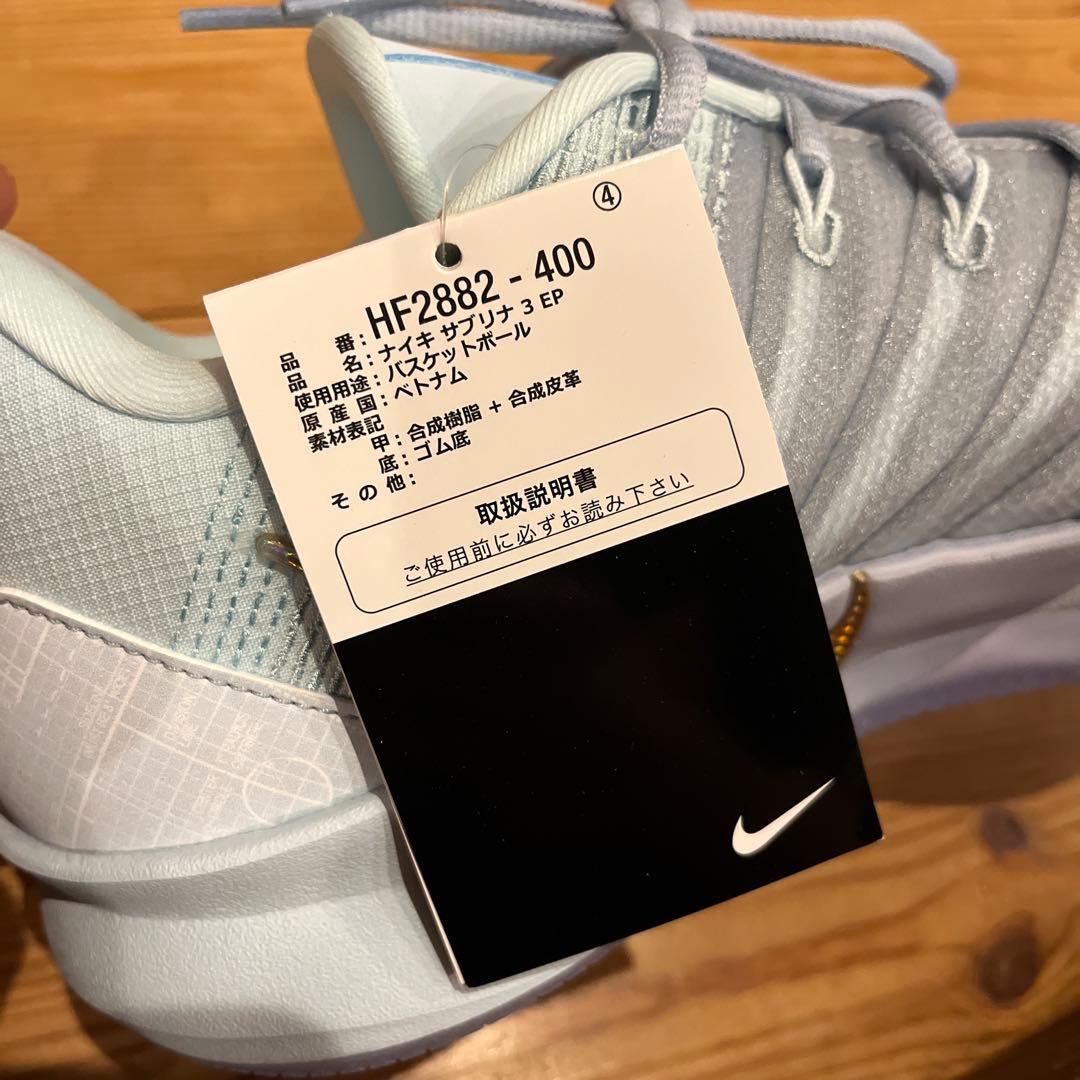 ④
品番：HF2882 - 400
品名：ナイキ サブリナ 3 EP
使用用途：バスケットボール
原産国：ベトナム
素材表記
甲：合成樹脂 + 合成皮革
底：ゴム底
その他：
取扱説明書
ご使用前に必ずお読み下さい